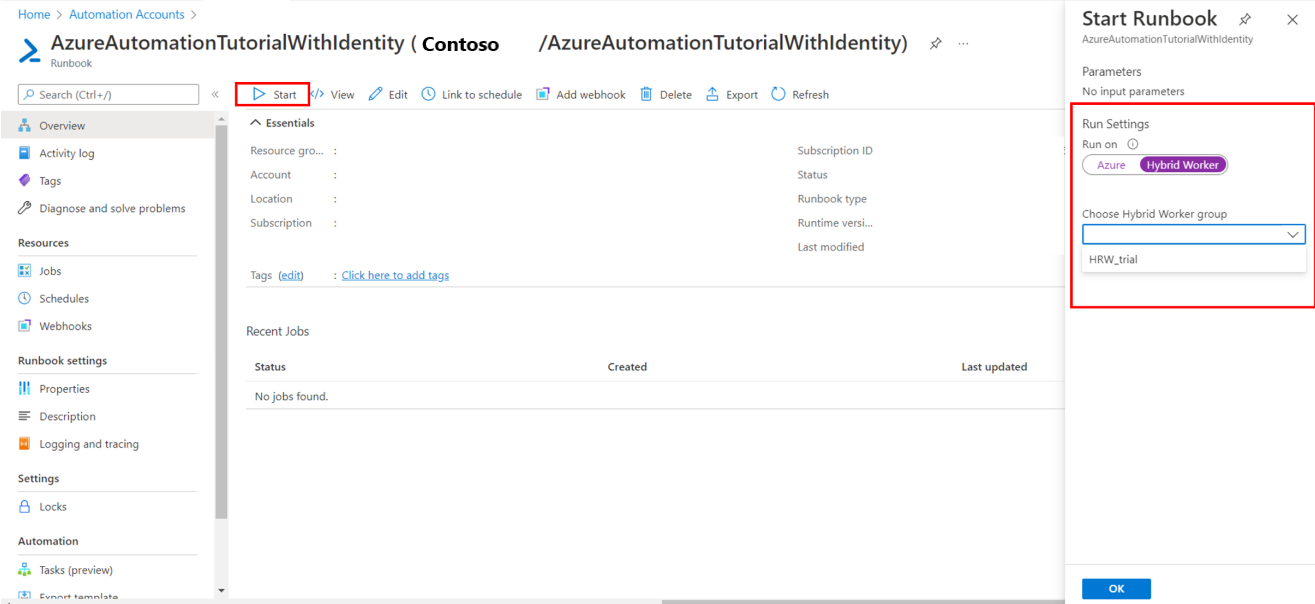 Home > Automation Accounts >
AzureAutomationTutorialWithIdentity ( Contoso /AzureAutomationTutorialWithIdentity) ...
Runbook
Search (Ctrl+/)
«
Overview
Activity log
Tags
Diagnose and solve problems
Resources
Jobs
Schedules
Webhooks
Runbook settings
Properties
Description
Logging and tracing
Settings
Locks
Automation
Tasks (preview)
Export template
Start View Edit Link to schedule Add webhook Delete Export Refresh
Essentials
Resource gro... :
Account :
Location :
Subscription :
Subscription ID :
Status
Runbook type
Runtime versi...
Last modified
Tags (edit) : Click here to add tags
Recent Jobs
Status Created Last updated
No jobs found.
Start Runbook
AzureAutomationTutorialWithIdentity
Parameters
No input parameters
Run Settings
Run on
Azure Hybrid Worker
Choose Hybrid Worker group
HRW_trial
OK